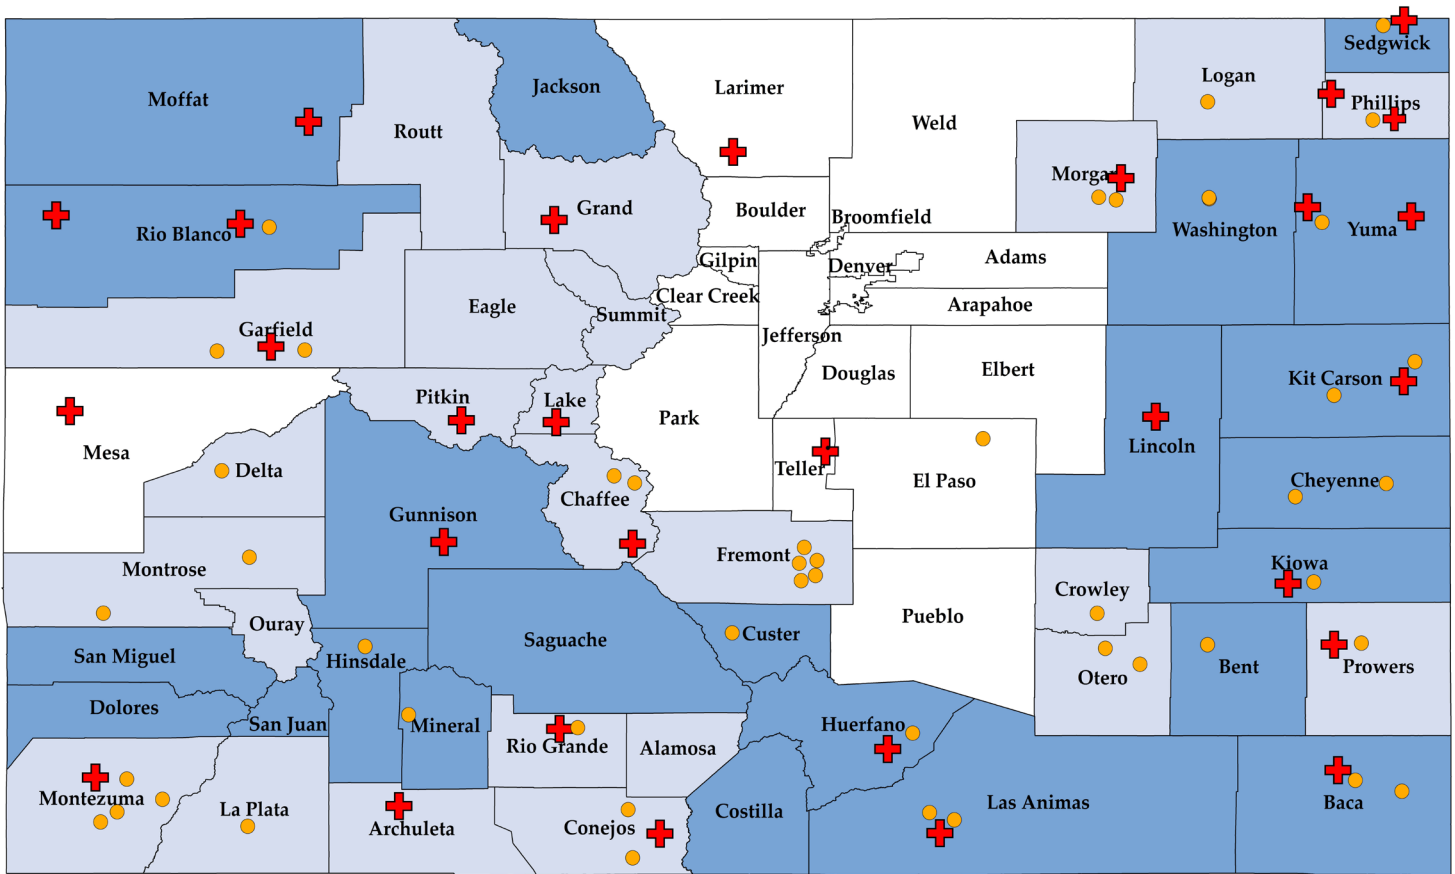 Sedgwick
Logan
Jackson
Larimer
Moffat
Phillips
Weld
Routt
Morgan
Grand
Boulder
Broomfield
Rio Blanco
Washington
Yuma
Gilpin
Denver
Adams
Clear Creek
Eagle
Summit
Arapahoe
Garfield
Jefferson
Douglas
Elbert
Kit Carson
Pitkin
Lake
Park
Lincoln
Mesa
Delta
Teller
El Paso
Cheyenne
Chaffee
Gunnison
Fremont
Kiowa
Montrose
Crowley
Ouray
Pueblo
Saguache
Custer
San Miguel
Hinsdale
Bent
Prowers
Otero
Dolores
San Juan
Mineral
Huerfano
Rio Grande
Alamosa
Montezuma
La Plata
Las Animas
Baca
Costilla
Archuleta
Conejos